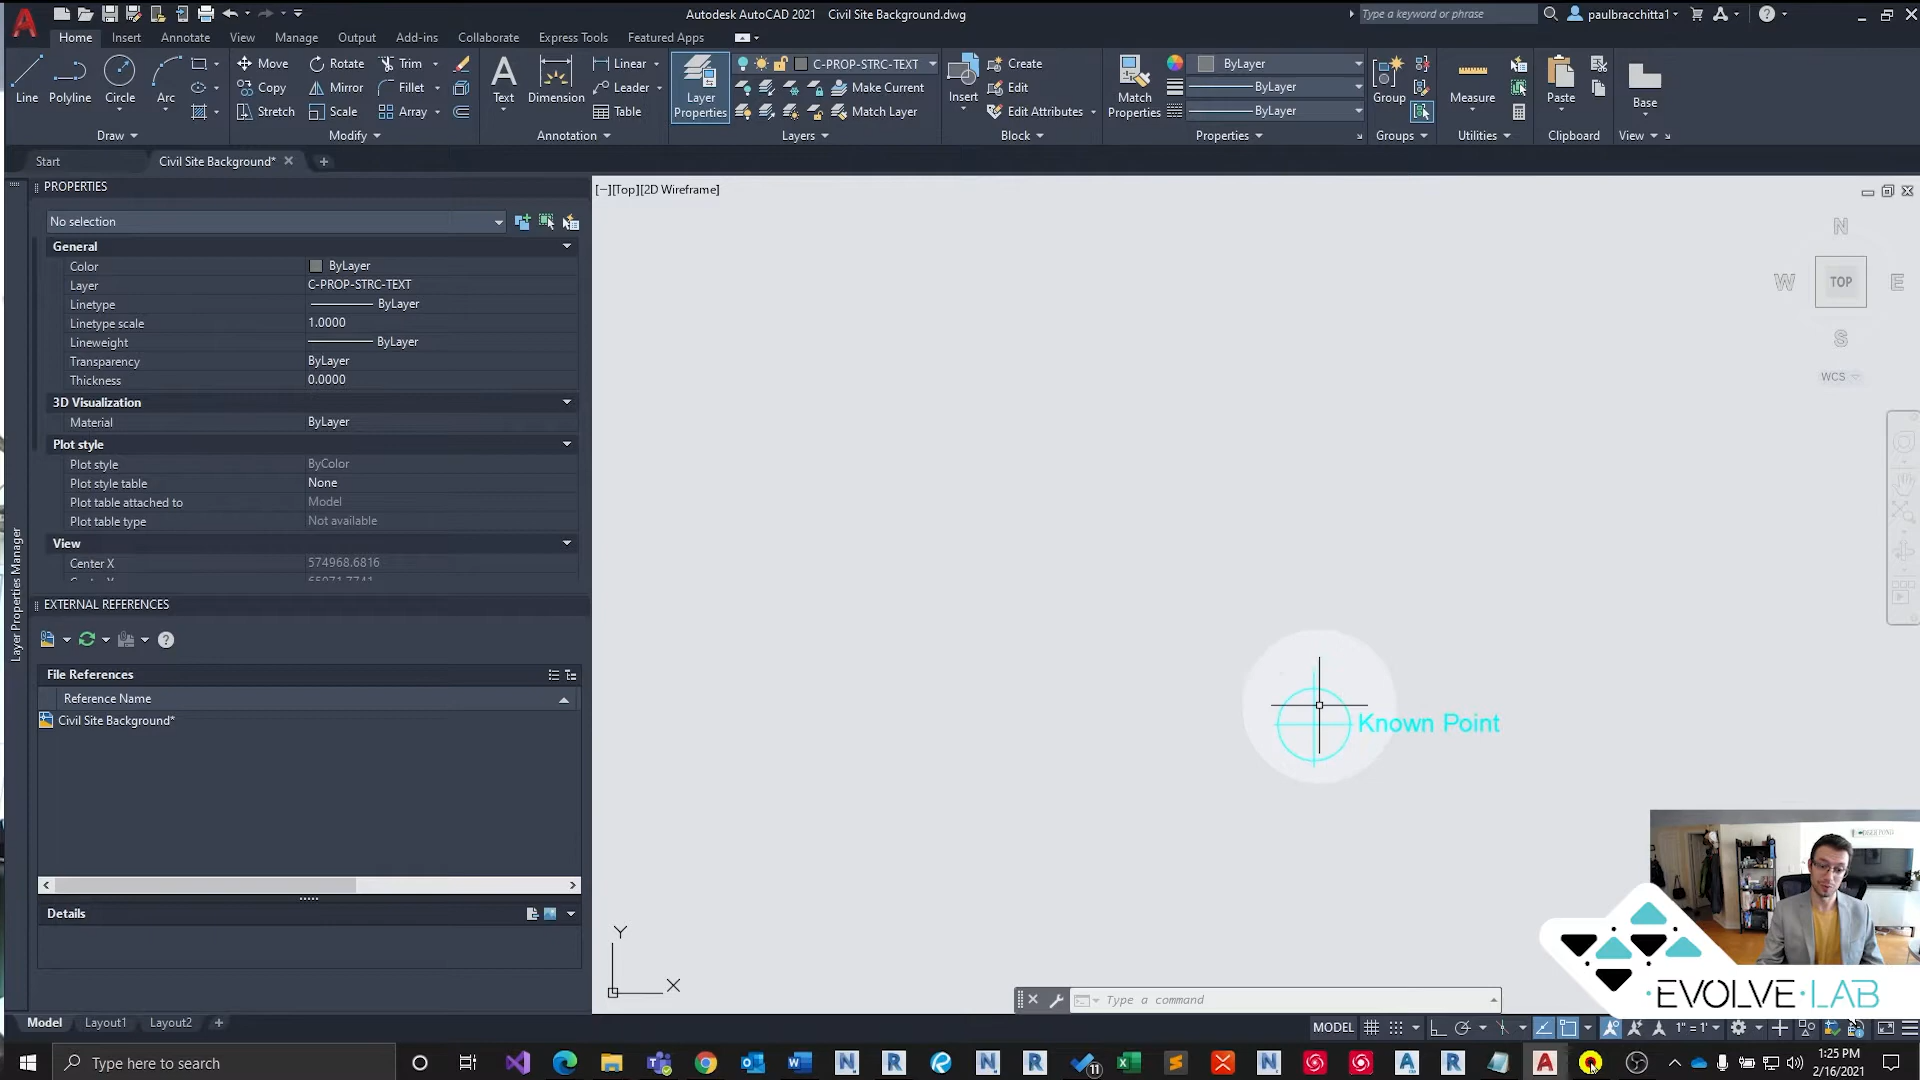 Autodesk AutoCAD 2021 Civil Site Background.dwg
Type a keyword or phrase
paulbracchitta1
Home Insert Annotate View Manage Output Add-ins Collaborate Express Tools Featured Apps
Line Polyline Circle Arc
Move Rotate Trim
Copy Mirror Fillet
Stretch Scale Array
Text Dimension
Linear
Leader
Table
Layer Properties
C-PROP-STRC-TEXT
Make Current
Match Layer
Insert
Create
Edit
Edit Attributes
Match Properties
ByLayer
ByLayer
ByLayer
Group Measure Paste Base
Draw Modify Annotation Layers Block Properties Groups Utilities Clipboard View
Start Civil Site Background*
PROPERTIES
No selection
General
Color ByLayer
Layer C-PROP-STRC-TEXT
Linetype ByLayer
Linetype scale 1.0000
Lineweight ByLayer
Transparency ByLayer
Thickness 0.0000
3D Visualization
Material ByLayer
Plot style
Plot style ByColor
Plot style table None
Plot table attached to Model
Plot table type Not available
View
Center X 574968.6816
Layer Properties Manager
EXTERNAL REFERENCES
File References
Reference Name
Civil Site Background*
Details
[−][Top][2D Wireframe]
N
W TOP E
S
WCS
Known Point
Y
X
Type a command
EVOLVE·LAB
Model Layout1 Layout2
MODEL 1" = 1'
Type here to search
11
1:25 PM
2/16/2021